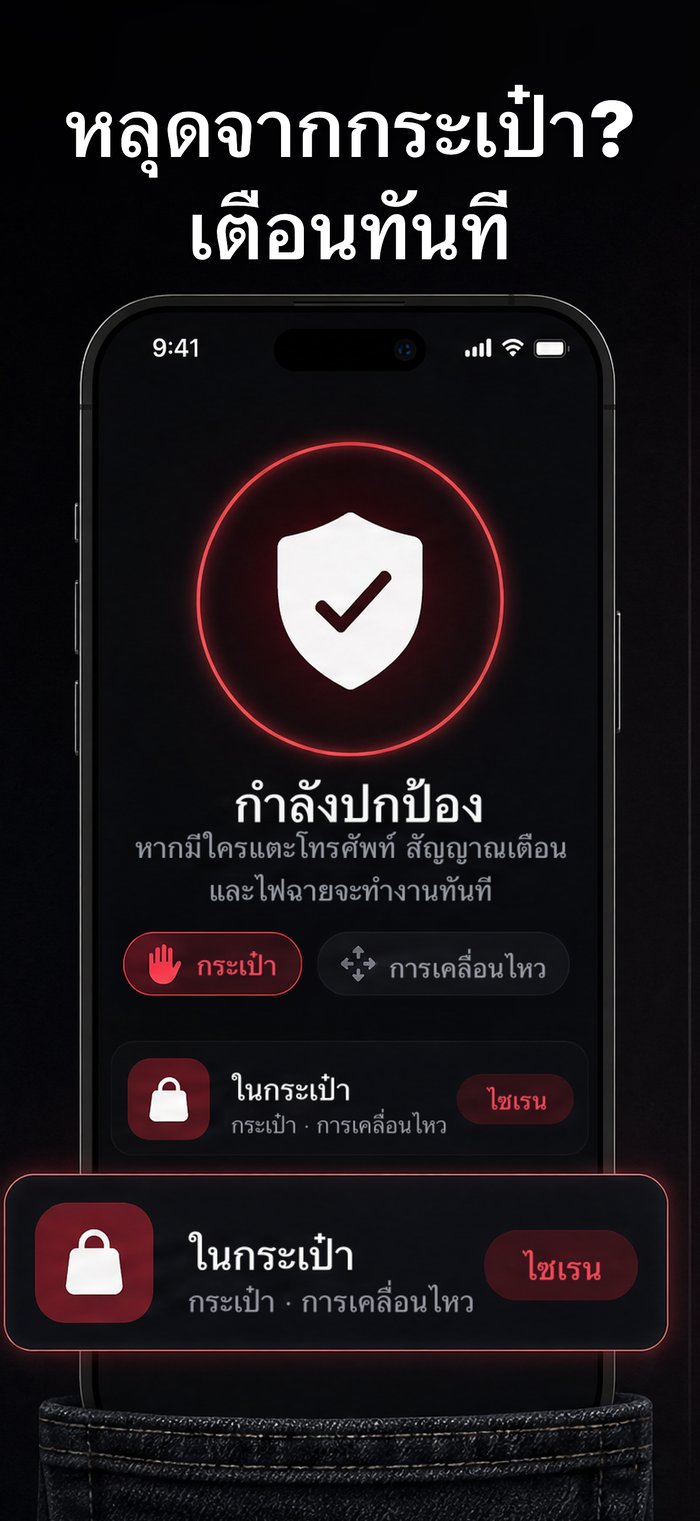 หลุดจากกระเป๋า?
เตือนทันที
9:41
กำลังปกป้อง
หากมีใครแตะโทรศัพท์ สัญญาณเตือน
และไฟฉายจะทำงานทันที
กระเป๋า
การเคลื่อนไหว
ในกระเป๋า
กระเป๋า · การเคลื่อนไหว
ไซเรน
ในกระเป๋า
กระเป๋า · การเคลื่อนไหว
ไซเรน